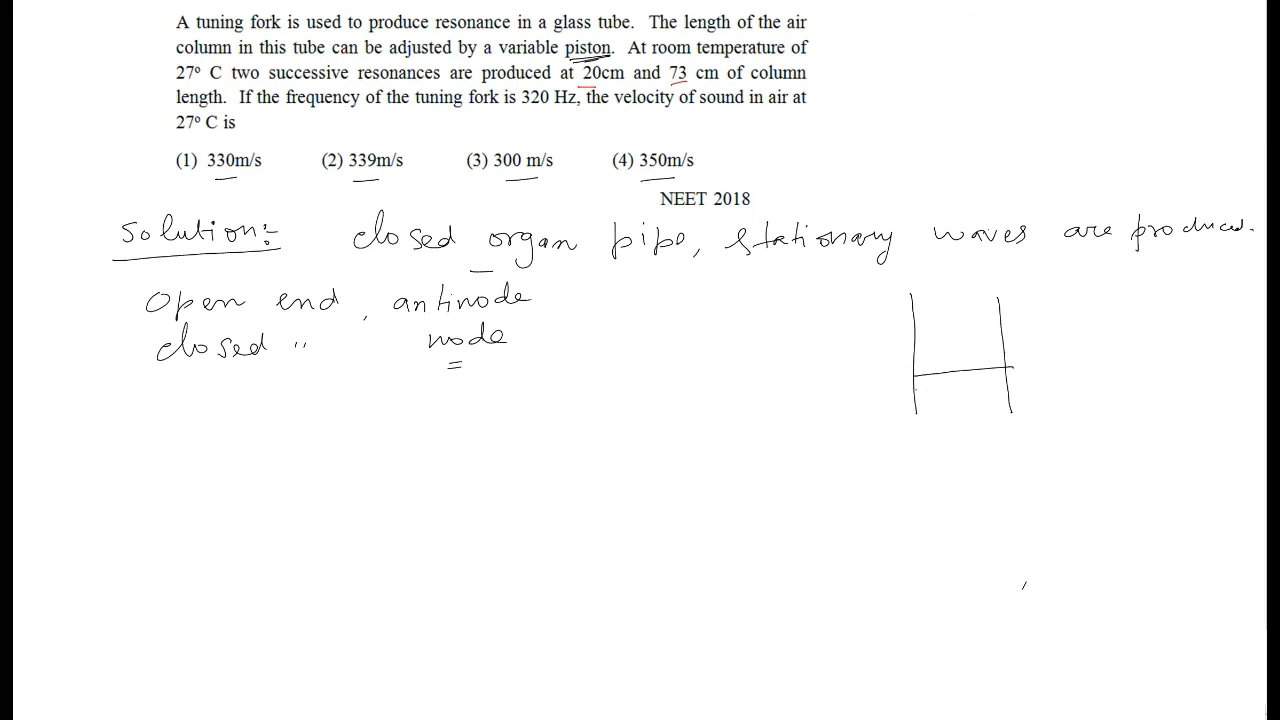 A tuning fork is used to produce resonance in a glass tube. The length of the air
column in this tube can be adjusted by a variable piston. At room temperature of
27° C two successive resonances are produced at 20cm and 73 cm of column
length. If the frequency of the tuning fork is 320 Hz, the velocity of sound in air at
27° C is
(1) 330m/s (2) 339m/s (3) 300 m/s (4) 350m/s
NEET 2018
Solution:- closed organ pipe, stationary waves are produced.
Open end, antinode
closed " node